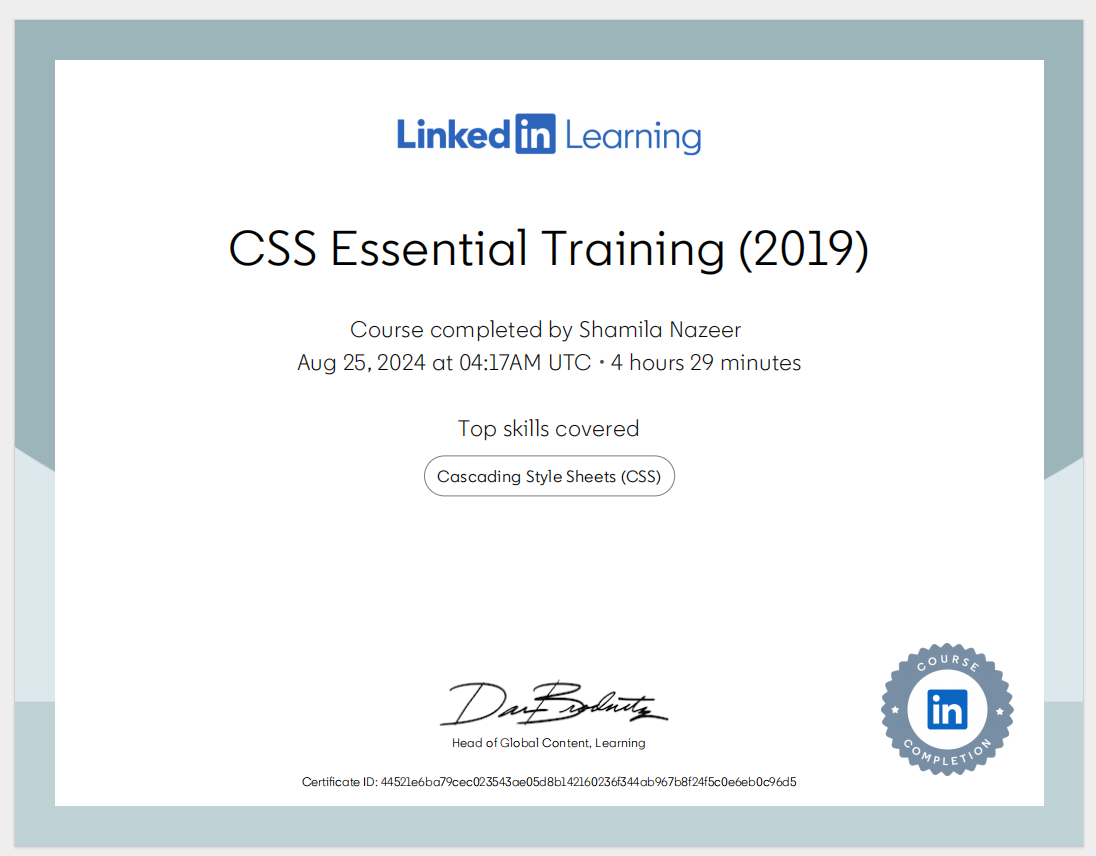 Linked in Learning
CSS Essential Training (2019)
Course completed by Shamila Nazeer
Aug 25, 2024 at 04:17AM UTC • 4 hours 29 minutes
Top skills covered
Cascading Style Sheets (CSS)
Dan Brodnitz
Head of Global Content, Learning
Certificate ID: 44521e6ba79cec023543ae05d8b142160236f344ab967b8f24f5c0e6eb0c96d5
COURSE
in
COMPLETION